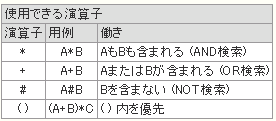 使用できる演算子
演算子 用例 働き
* A*B AもBも含まれる (AND検索)
+ A+B AまたはBが含まれる (OR検索)
# A#B Bを含まない (NOT検索)
() (A+B)*C () 内を優先